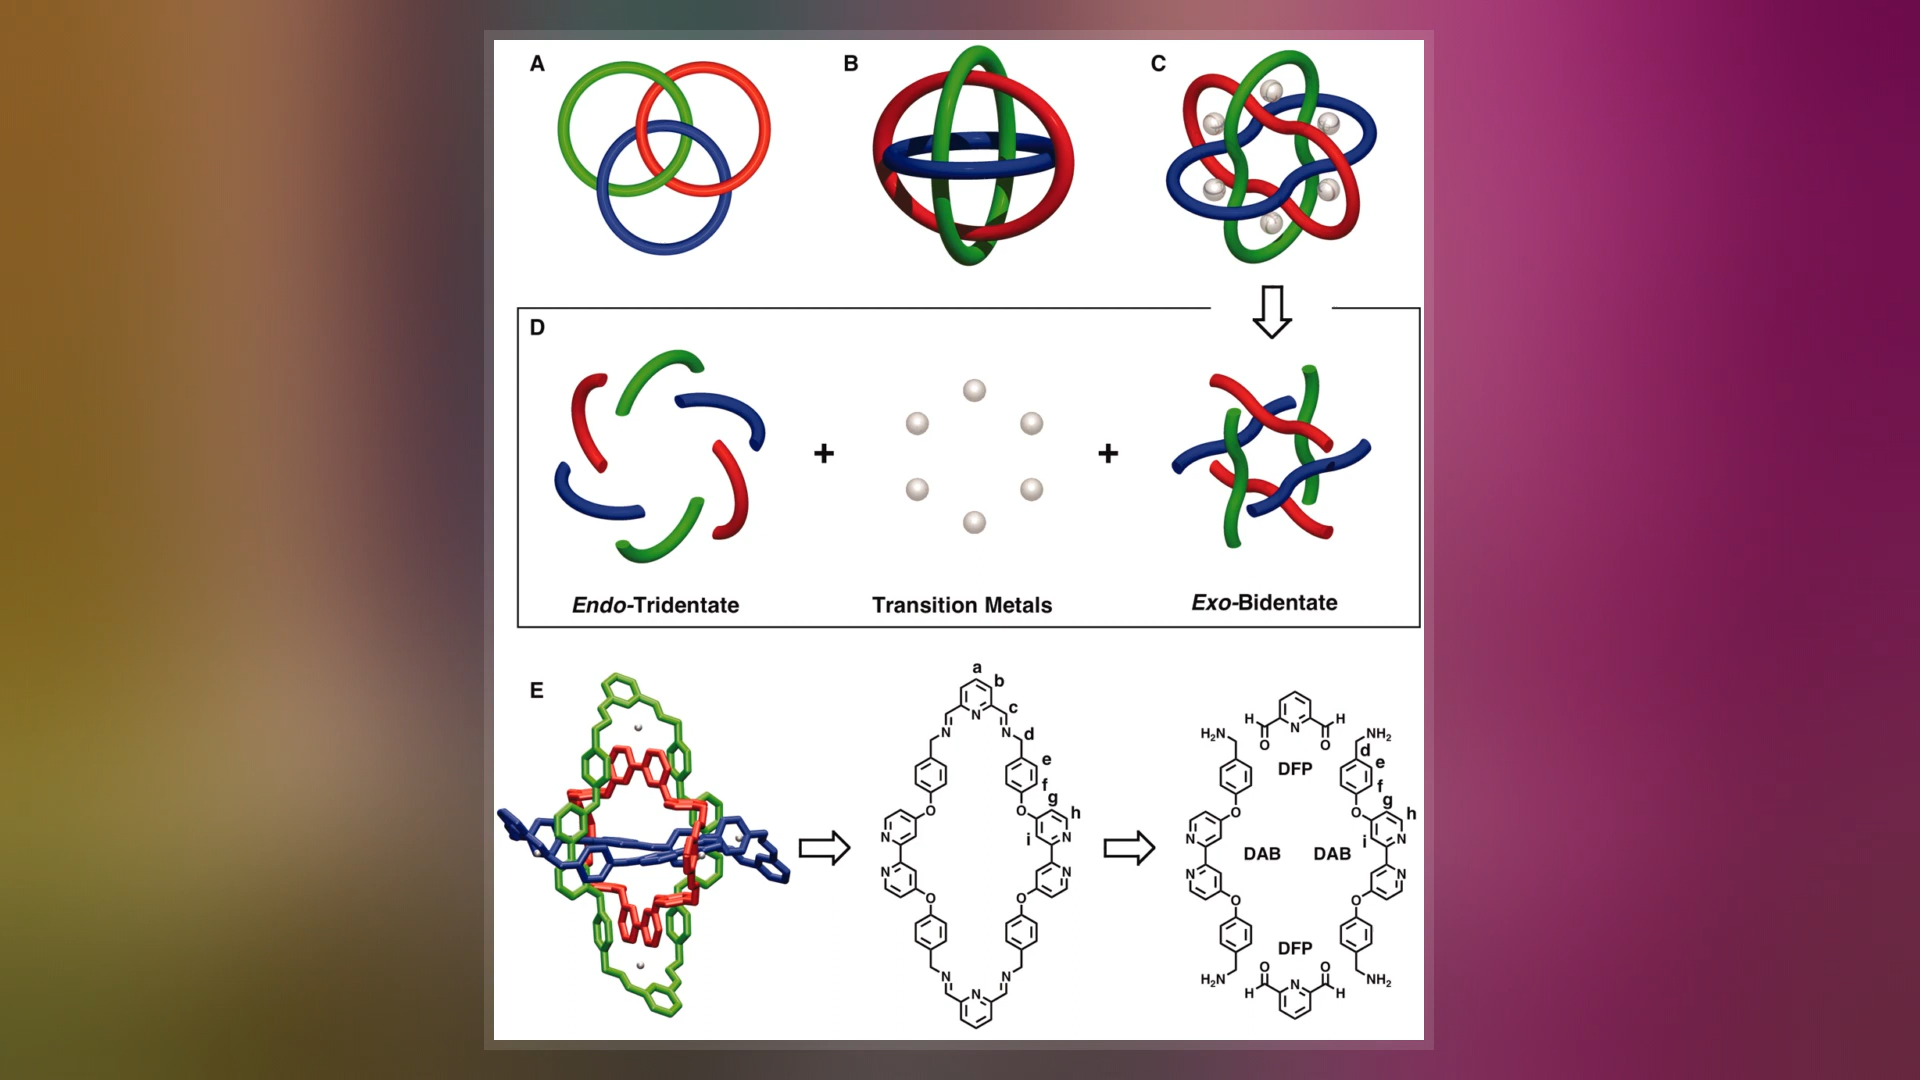 A
B
C
D
+
+
Endo-Tridentate
Transition Metals
Exo-Bidentate
E
a
b
c
N
N
N
d
e
f
g
O
O
h
i
N
N
N
N
O
O
N
N
N
H
H
N
O
O
H₂N
NH₂
d
DFP
e
f
g
O
O
h
i
N
N
DAB
DAB
N
N
O
O
DFP
H₂N
O
O
NH₂
H
N
H